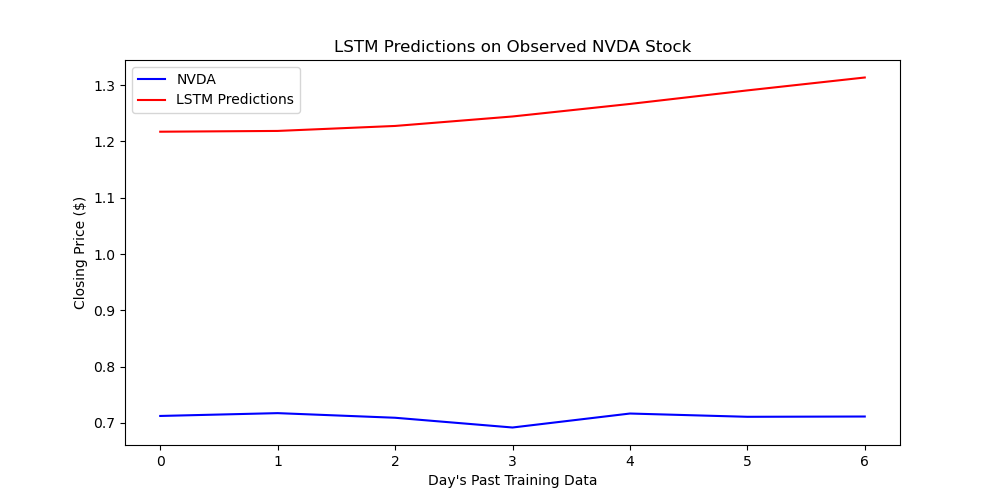 LSTM Predictions on Observed NVDA Stock
NVDA
LSTM Predictions
Closing Price ($)
1.3
1.2
1.1
1.0
0.9
0.8
0.7
0 1 2 3 4 5 6
Day's Past Training Data